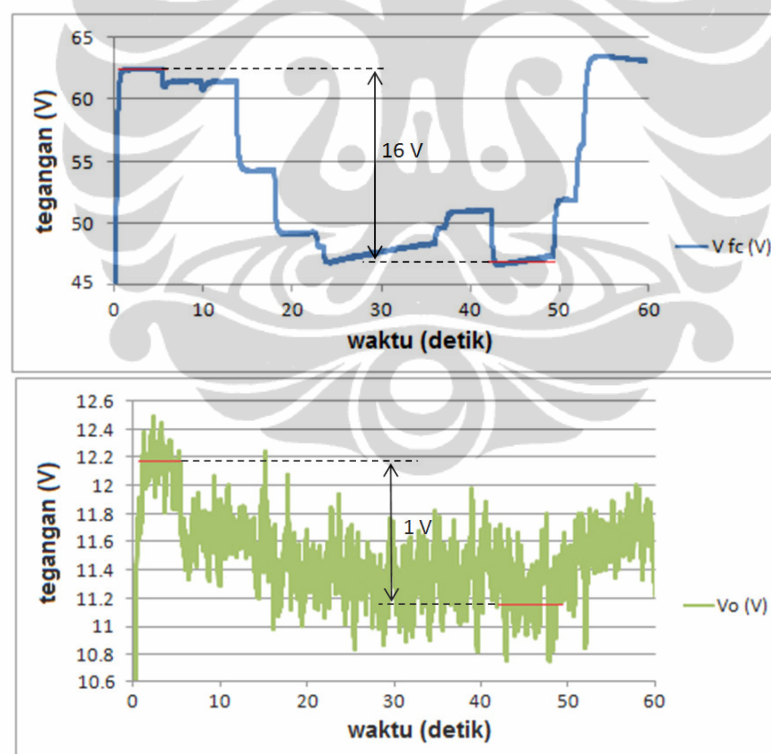 65
60
55
50
45
tegangan (V)
16 V
V fc (V)
0 10 20 30 40 50 60
waktu (detik)
12.6
12.4
12.2
12
11.8
11.6
11.4
11.2
11
10.8
10.6
tegangan (V)
1 V
Vo (V)
0 10 20 30 40 50 60
waktu (detik)